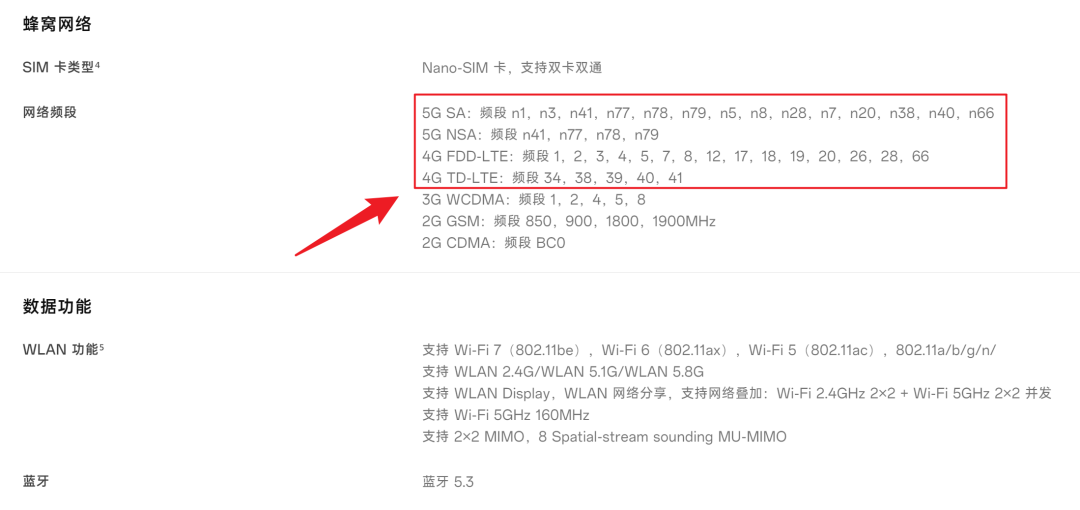 蜂窝网络
SIM 卡类型⁴
Nano-SIM 卡，支持双卡双通
网络频段
5G SA：频段 n1，n3，n41，n77，n78，n79，n5，n8，n28，n7，n20，n38，n40，n66
5G NSA：频段 n41，n77，n78，n79
4G FDD-LTE：频段 1，2，3，4，5，7，8，12，17，18，19，20，26，28，66
4G TD-LTE：频段 34，38，39，40，41
3G WCDMA：频段 1，2，4，5，8
2G GSM：频段 850，900，1800，1900MHz
2G CDMA：频段 BC0
数据功能
WLAN 功能⁵
支持 Wi-Fi 7（802.11be），Wi-Fi 6（802.11ax），Wi-Fi 5（802.11ac），802.11a/b/g/n/
支持 WLAN 2.4G/WLAN 5.1G/WLAN 5.8G
支持 WLAN Display，WLAN 网络分享，支持网络叠加：Wi-Fi 2.4GHz 2×2 + Wi-Fi 5GHz 2×2 并发
支持 Wi-Fi 5GHz 160MHz
支持 2×2 MIMO，8 Spatial-stream sounding MU-MIMO
蓝牙
蓝牙 5.3